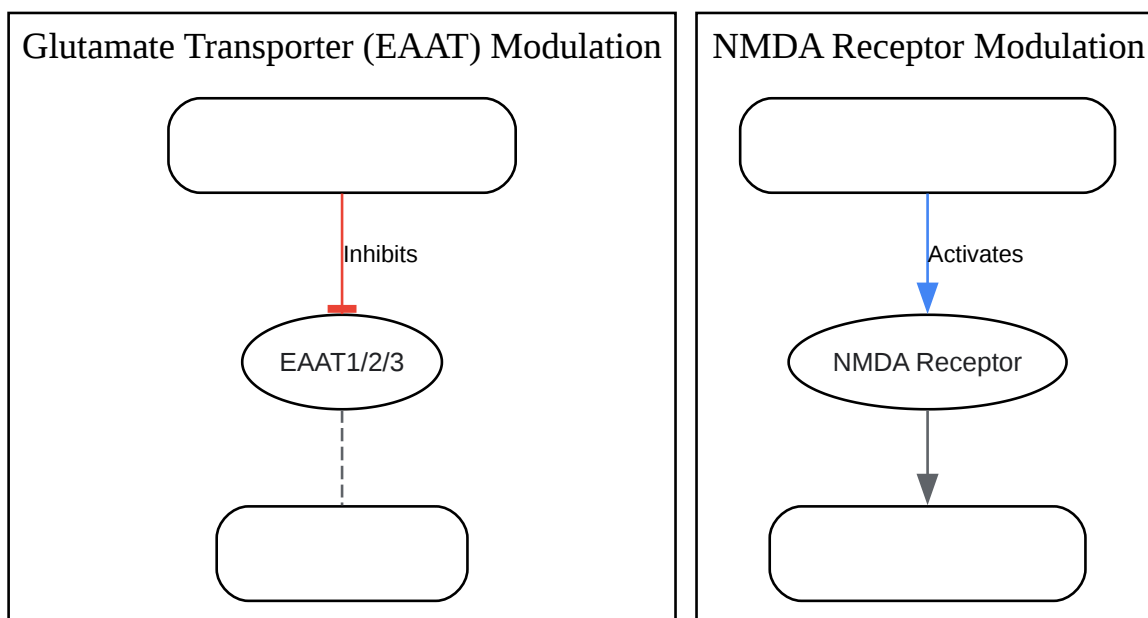 Glutamate Transporter (EAAT) Modulation
Inhibits
EAAT1/2/3
NMDA Receptor Modulation
Activates
NMDA Receptor